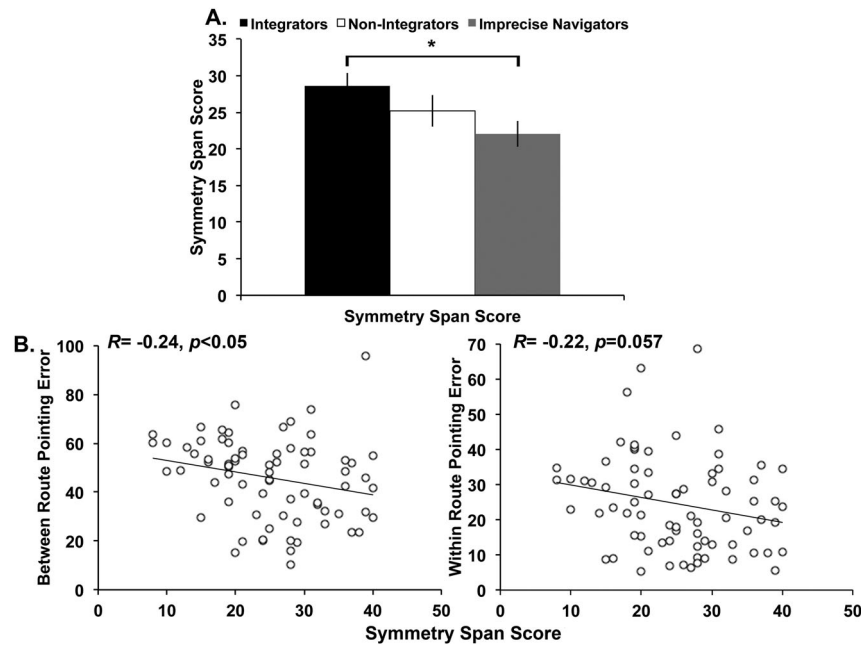 A.
Integrators Non-Integrators Imprecise Navigators
*
35
30
25
20
15
10
5
0
Symmetry Span Score
Symmetry Span Score
B.
R= -0.24, p<0.05
100
80
60
40
20
0
Between Route Pointing Error
0 10 20 30 40 50
R= -0.22, p=0.057
70
60
50
40
30
20
10
0
Within Route Pointing Error
0 10 20 30 40 50
Symmetry Span Score